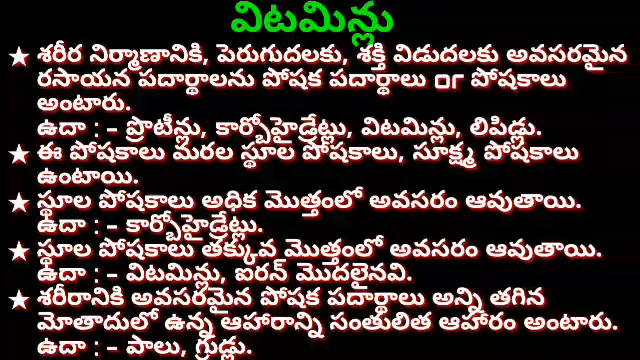 విటమిన్లు
★ శరీర నిర్మాణానికి, పెరుగుదలకు, శక్తి విడుదలకు అవసరమైన
రసాయన పదార్థాలను పోషక పదార్థాలు or పోషకాలు
అంటారు.
ఉదా : – ప్రొటీన్లు, కార్బోహైడ్రేట్లు, విటమిన్లు, లిపిడ్లు.
★ ఈ పోషకాలు మరల స్థూల పోషకాలు, సూక్ష్మ పోషకాలు
ఉంటాయి.
★ స్థూల పోషకాలు అధిక మొత్తంలో అవసరం ఆవుతాయి.
ఉదా : – కార్బోహైడ్రేట్లు.
★ స్థూల పోషకాలు తక్కువ మొత్తంలో అవసరం ఆవుతాయి.
ఉదా : – విటమిన్లు, ఐరన్ మొదలైనవి.
★ శరీరానికి అవసరమైన పోషక పదార్థాలు అన్ని తగిన
మోతాదులో ఉన్న ఆహారాన్ని సంతులిత ఆహారం అంటారు.
ఉదా : – పాలు, గ్రుడ్లు.